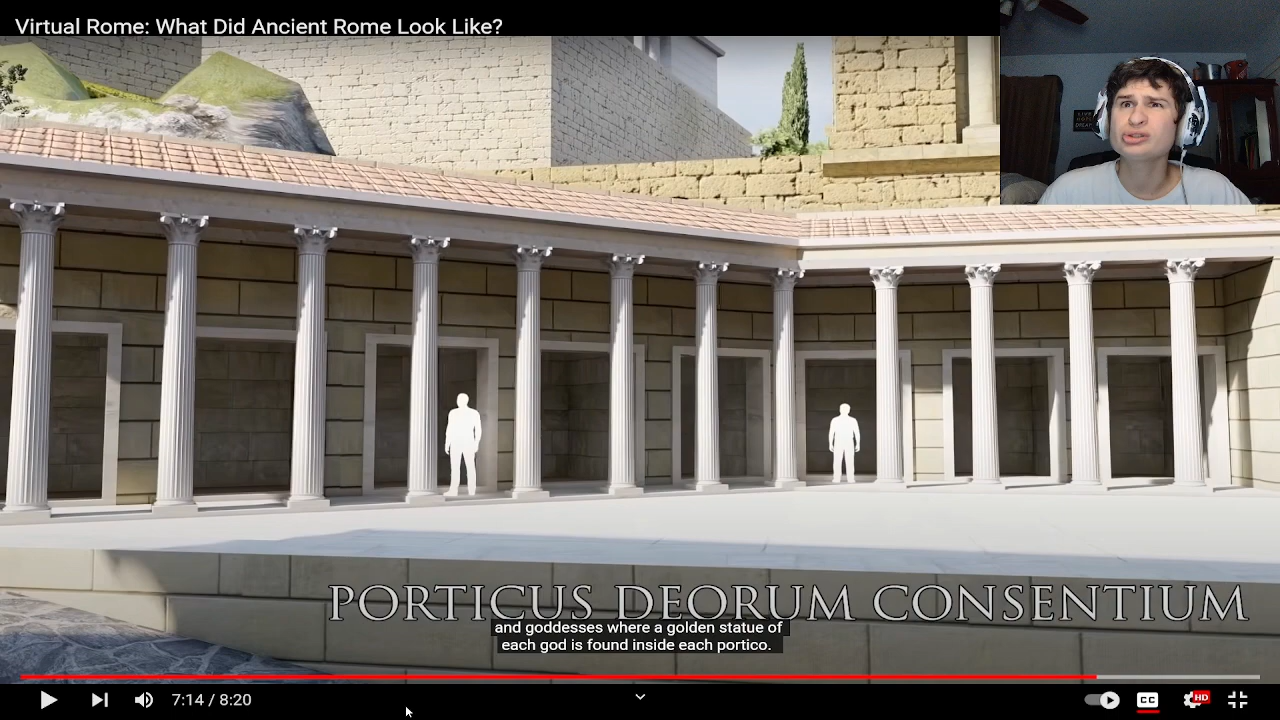 Virtual Rome: What Did Ancient Rome Look Like?
PORTICUS DEORUM CONSENTIUM
and goddesses where a golden statue of
each god is found inside each portico.
7:14 / 8:20
CC
HD